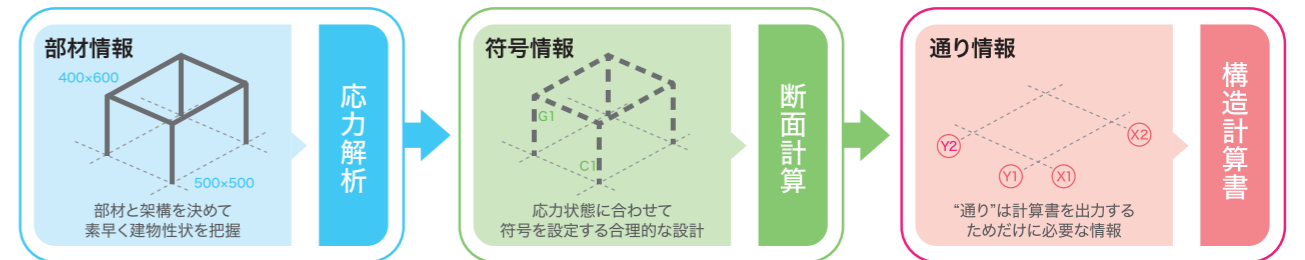 部材情報
400×600
500×500
部材と架構を決めて
素早く建物性状を把握
応力解析
符号情報
G1
C1
応力状態に合わせて
符号を設定する合理的な設計
断面計算
通り情報
Y2
X2
Y1
X1
“通り”は計算書を出力する
ためだけに必要な情報
構造計算書